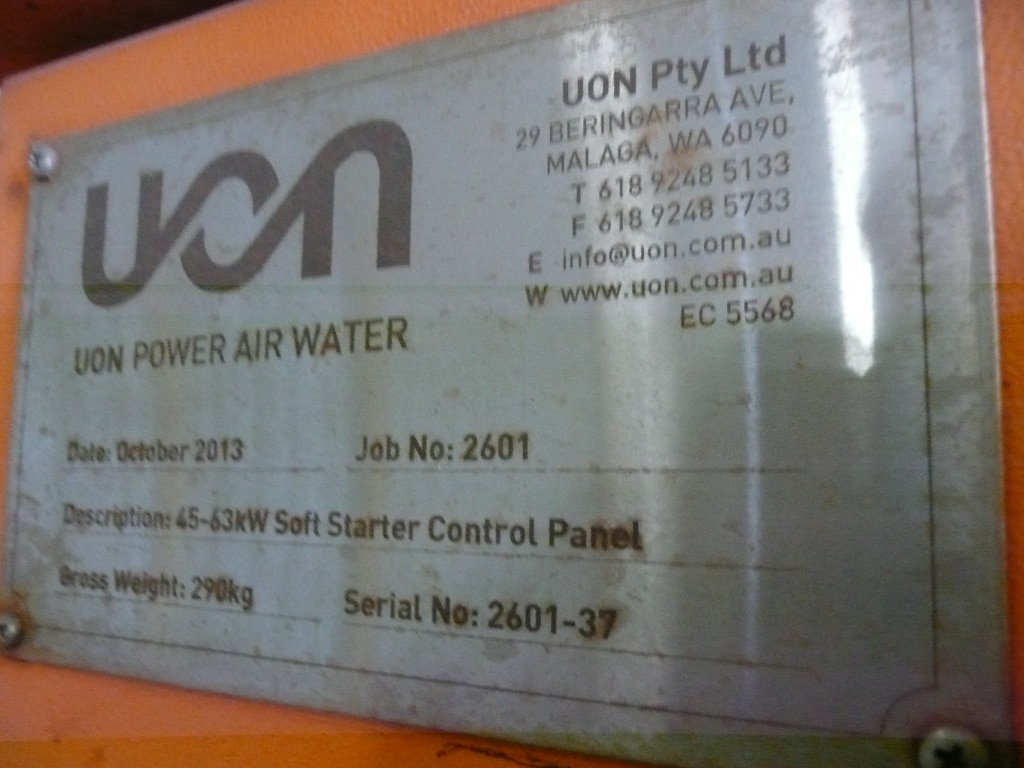 uon
UON POWER AIR WATER
UON Pty Ltd
29 BERINGARRA AVE,
MALAGA, WA 6090
T 618 9248 5133
F 618 9248 5733
E info@uon.com.au
W www.uon.com.au
EC 5568
Date: October 2013 Job No: 2601
Description: 45-63kW Soft Starter Control Panel
Gross Weight: 290kg Serial No: 2601-37